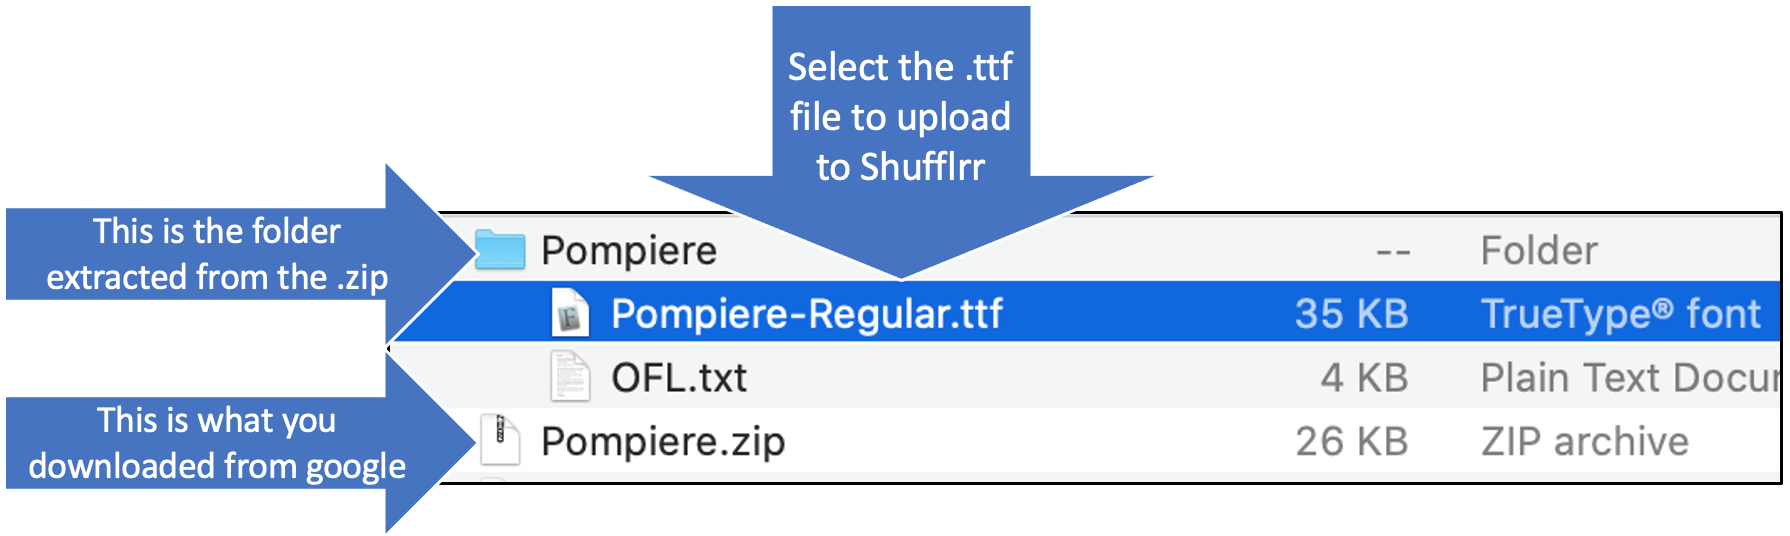 Select the .ttf
file to upload
to Shufflrr
This is the folder
extracted from the .zip
Pompiere -- Folder
Pompiere-Regular.ttf 35 KB TrueType® font
OFL.txt 4 KB Plain Text Docu
This is what you
downloaded from google
Pompiere.zip 26 KB ZIP archive